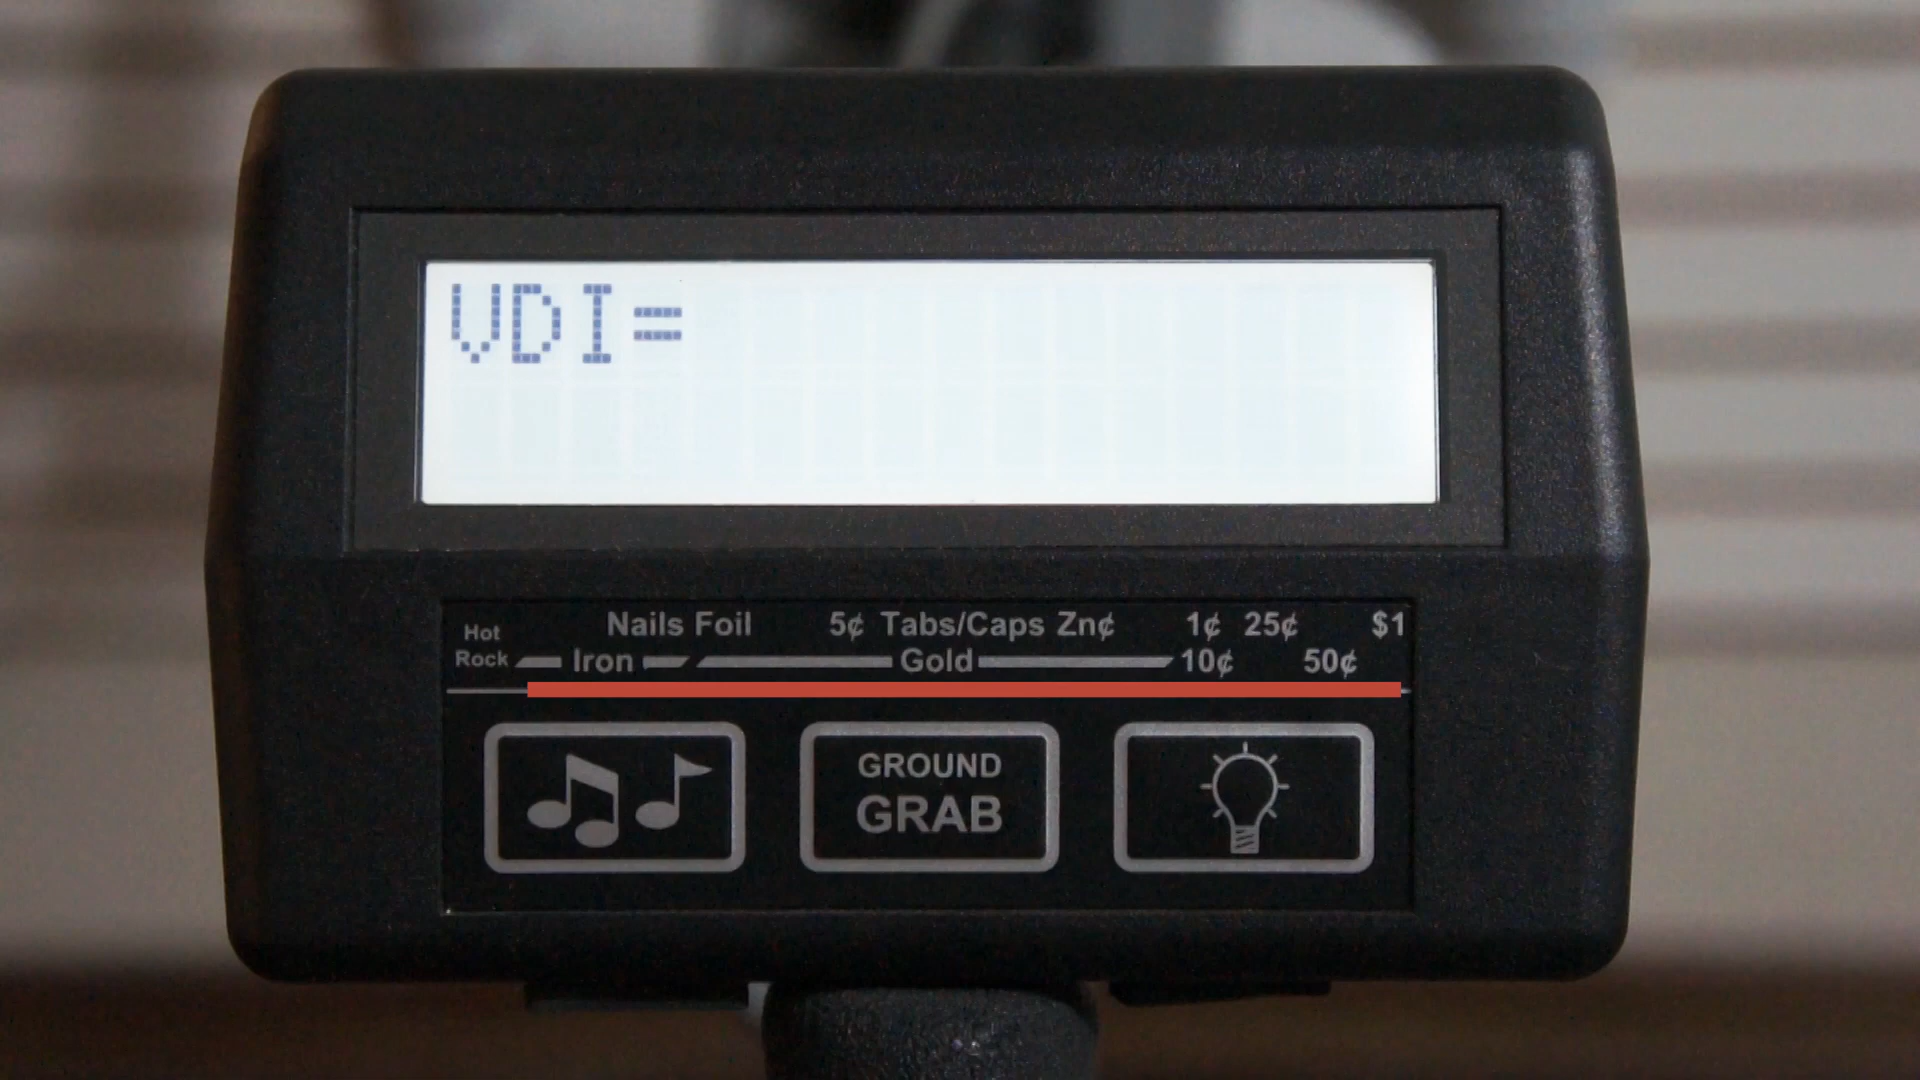 VDI=
Nails Foil 5¢ Tabs/Caps Zn¢ 1¢ 25¢ $1
Hot Rock Iron Gold 10¢ 50¢
GROUND
GRAB